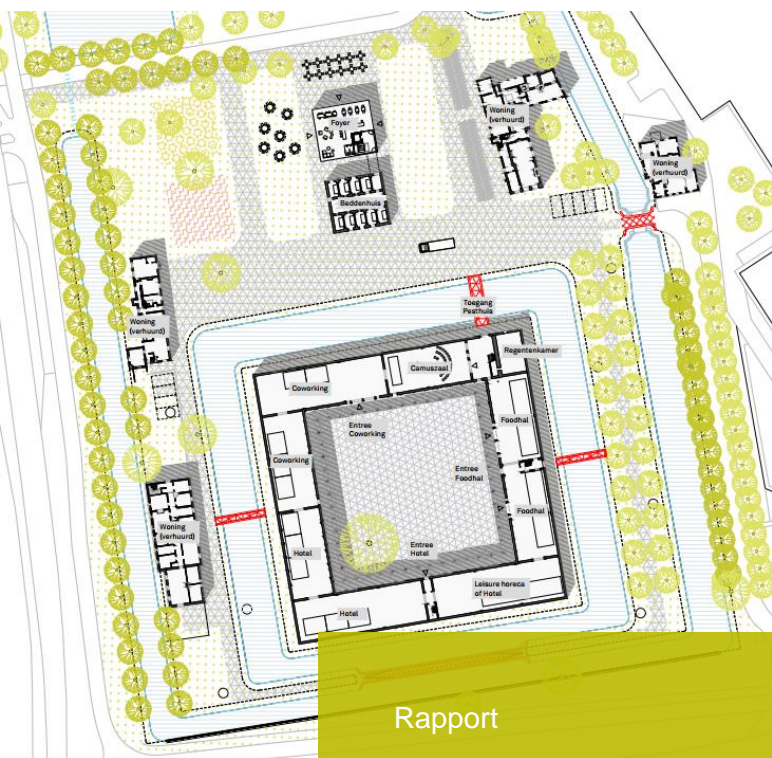 Foyer
Woning
(verhuurd)
Woning
(verhuurd)
Beddenhuis
Toegang
Pesthuis
Woning
(verhuurd)
Regentenkamer
Camuszaal
Coworking
Entree
Coworking
Foodhal
Coworking
Entree
Foodhal
Foodhal
Woning
(verhuurd)
Hotel
Entree
Hotel
Leisure horeca
of Hotel
Hotel
Rapport